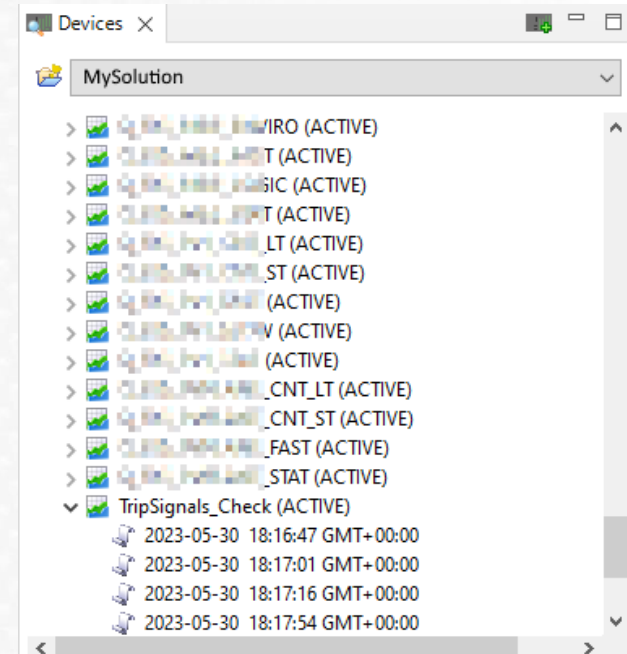 Devices
MySolution
/IRO (ACTIVE)
T (ACTIVE)
GIC (ACTIVE)
T (ACTIVE)
_LT (ACTIVE)
_ST (ACTIVE)
(ACTIVE)
(ACTIVE)
(ACTIVE)
_CNT_LT (ACTIVE)
_CNT_ST (ACTIVE)
_FAST (ACTIVE)
_STAT (ACTIVE)
TripSignals_Check (ACTIVE)
2023-05-30 18:16:47 GMT+00:00
2023-05-30 18:17:01 GMT+00:00
2023-05-30 18:17:16 GMT+00:00
2023-05-30 18:17:54 GMT+00:00